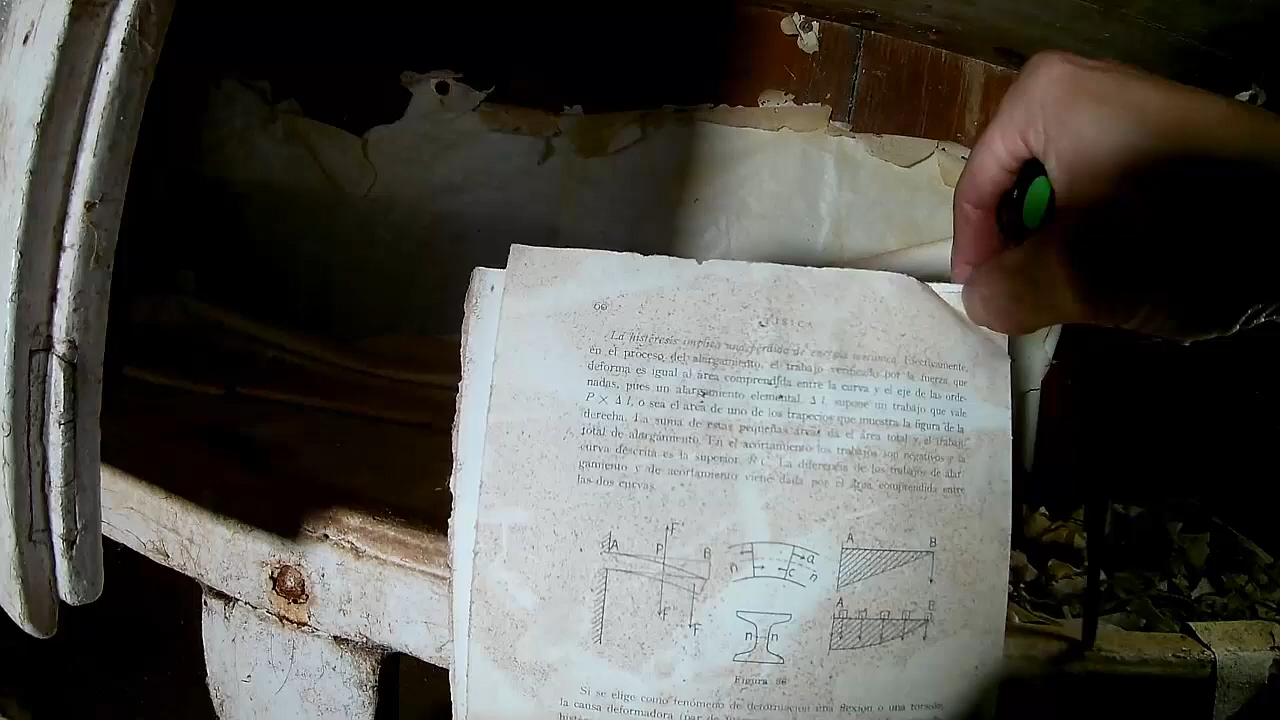 66
FÍSICA
La histéresis implica una pérdida de energía mecánica. Efectivamente,
en el proceso del alargamiento, el trabajo verificado por la fuerza que
deforma es igual al área comprendida entre la curva y el eje de las orde-
nadas, pues un alargamiento elemental, Δ l, supone un trabajo que vale
P × Δ l, o sea el área de uno de los trapecios que muestra la figura de la
derecha. La suma de estas pequeñas áreas da el área total y el trabajo
total de alargamiento. En el acortamiento los trabajos son negativos y la
curva descrita es la superior, B C. La diferencia de los trabajos de alar-
gamiento y de acortamiento viene dada por el área comprendida entre
las dos curvas.
A P F B
F F
n a c n
n n
A B
A B
Figura 86
Si se elige como fenómeno de deformación una flexión o una torsión,
la causa deformadora (par de